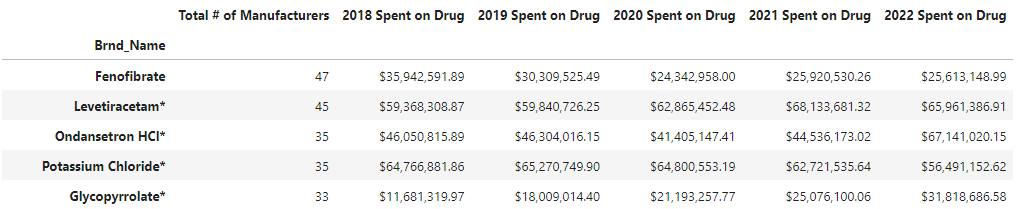 Total # of Manufacturers 2018 Spent on Drug 2019 Spent on Drug 2020 Spent on Drug 2021 Spent on Drug 2022 Spent on Drug
Brnd_Name
Fenofibrate 47 $35,942,591.89 $30,309,525.49 $24,342,958.00 $25,920,530.26 $25,613,148.99
Levetiracetam* 45 $59,368,308.87 $59,840,726.25 $62,865,452.48 $68,133,681.32 $65,961,386.91
Ondansetron HCl* 35 $46,050,815.89 $46,304,016.15 $41,405,147.41 $44,536,173.02 $67,141,020.15
Potassium Chloride* 35 $64,766,881.86 $65,270,749.90 $64,800,553.19 $62,721,535.64 $56,491,152.62
Glycopyrrolate* 33 $11,681,319.97 $18,009,014.40 $21,193,257.77 $25,076,100.06 $31,818,686.58